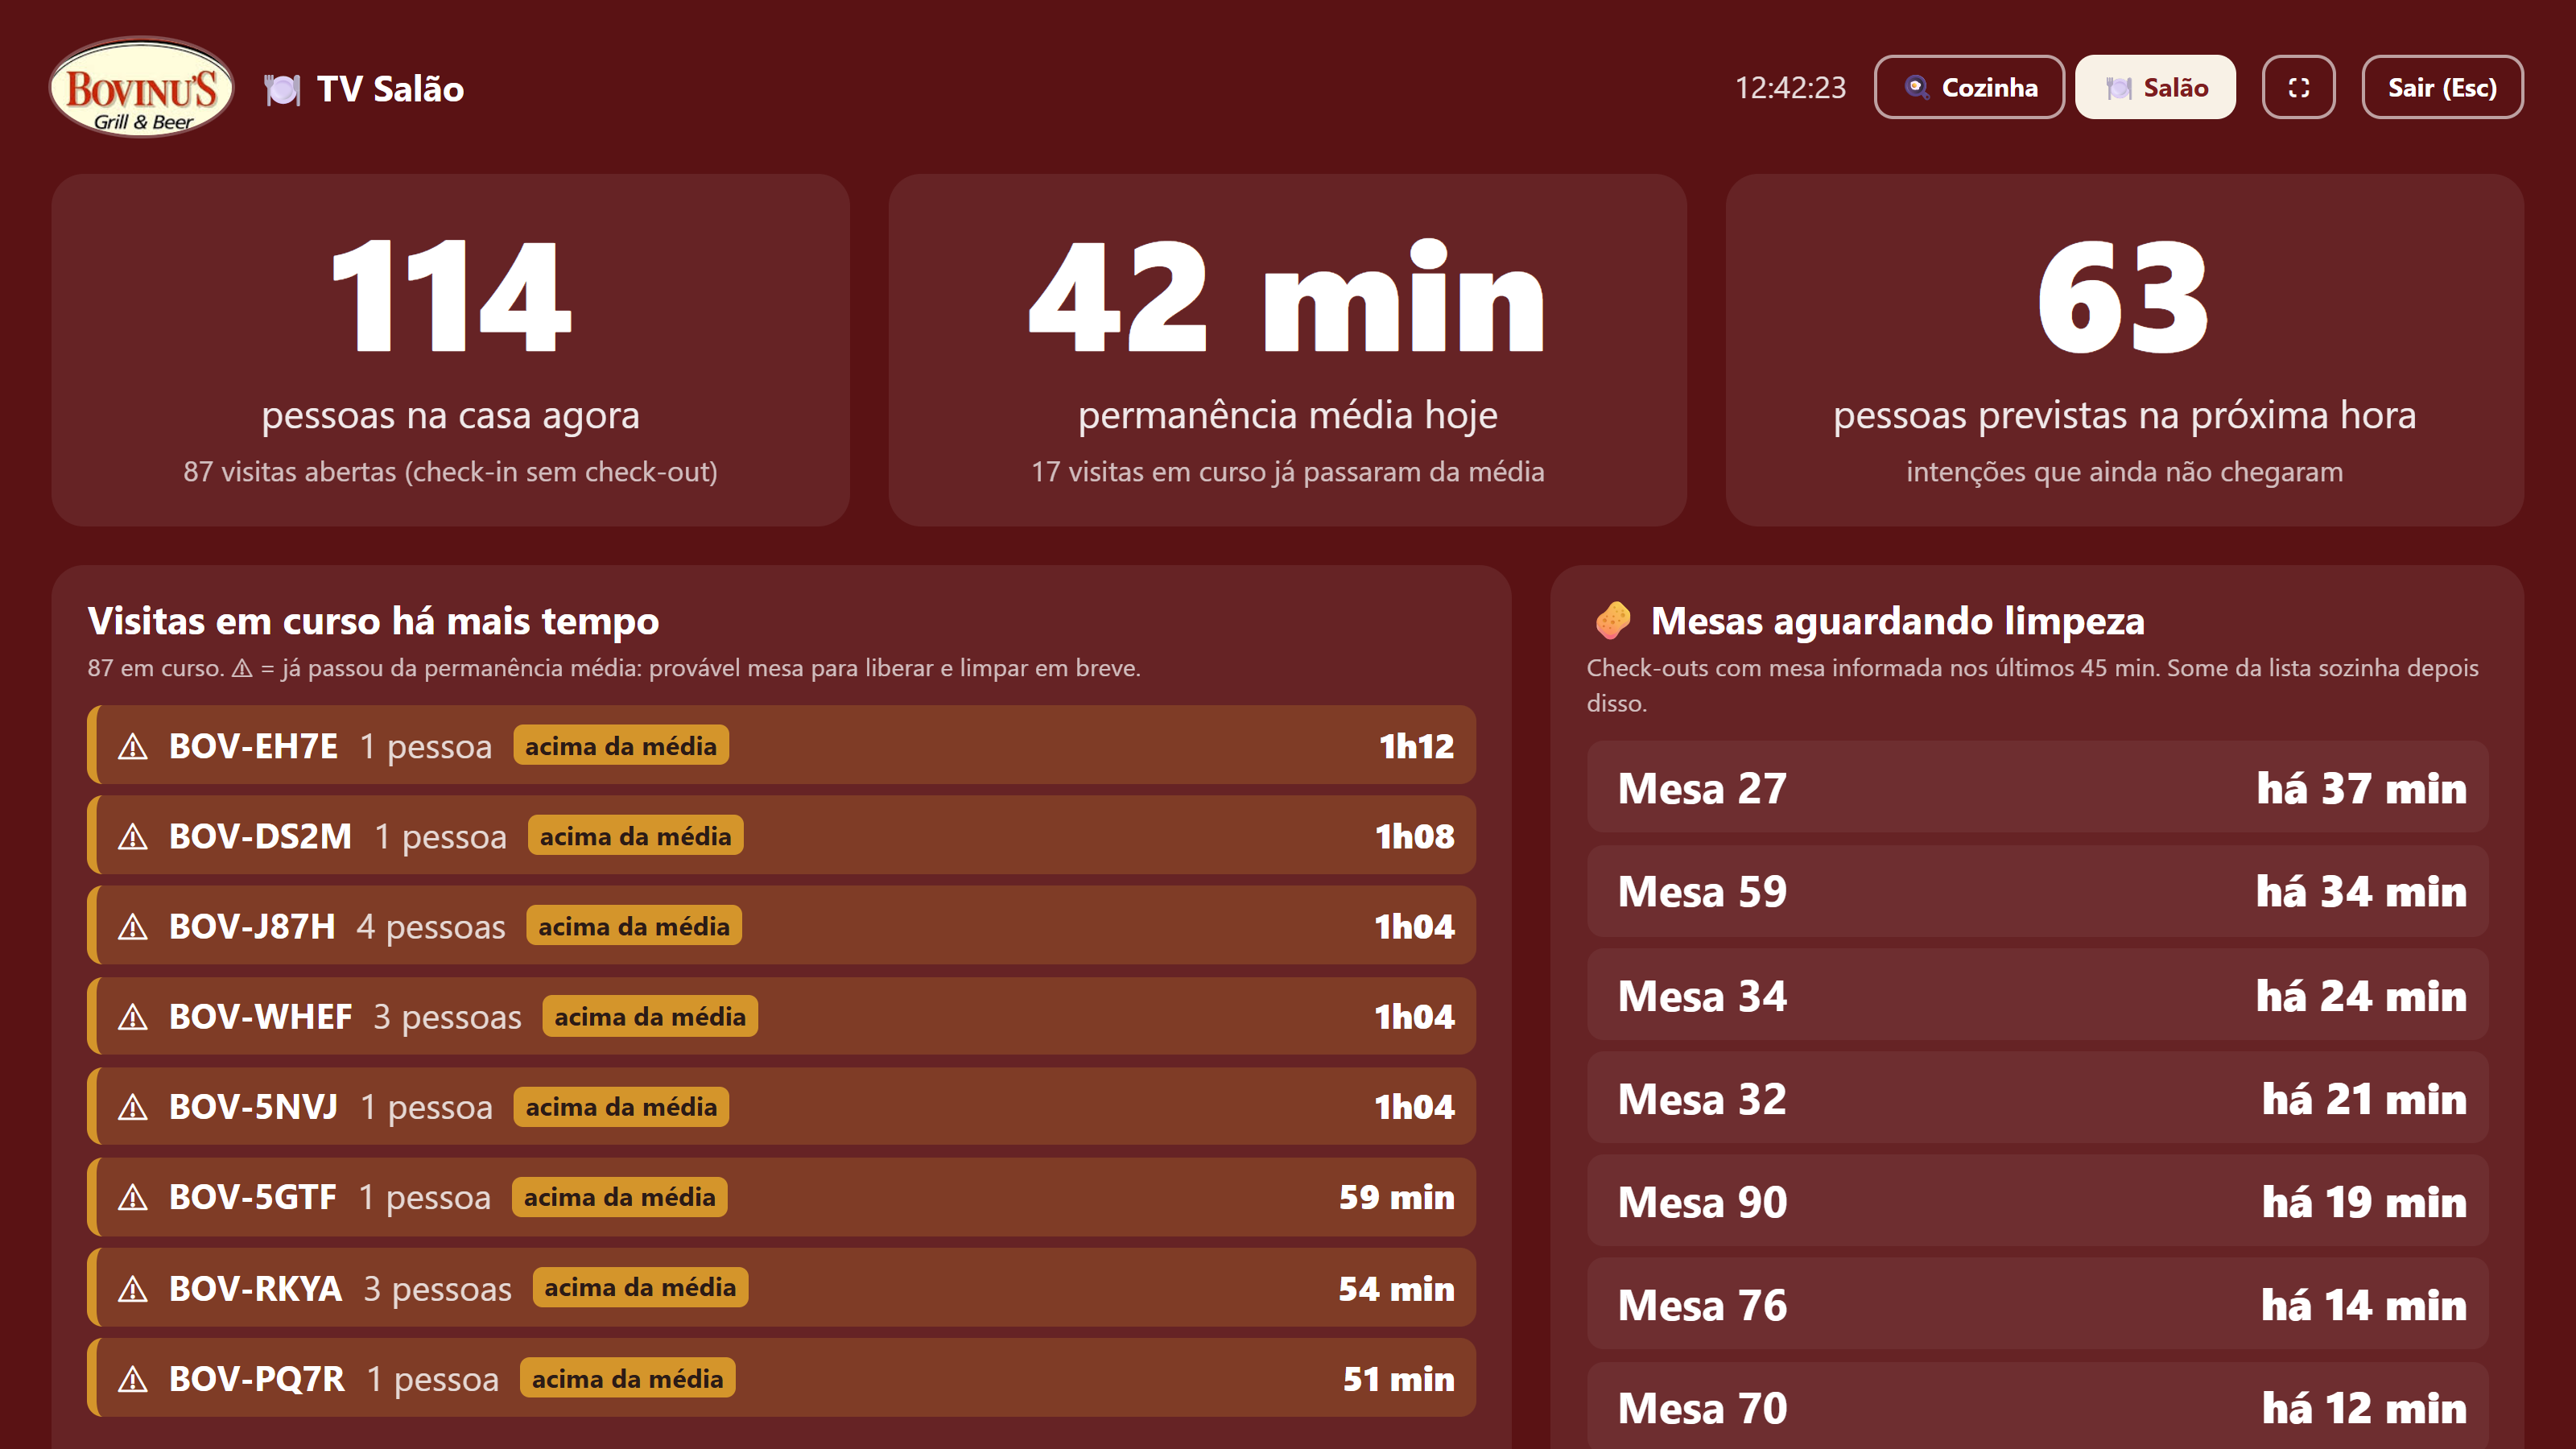 BOVINU'S
Grill & Beer
TV Salão
12:42:23
Cozinha
Salão
Sair (Esc)
114
pessoas na casa agora
87 visitas abertas (check-in sem check-out)
42 min
permanência média hoje
17 visitas em curso já passaram da média
63
pessoas previstas na próxima hora
intenções que ainda não chegaram
Visitas em curso há mais tempo
87 em curso. ⚠ = já passou da permanência média: provável mesa para liberar e limpar em breve.
⚠ BOV-EH7E 1 pessoa acima da média 1h12
⚠ BOV-DS2M 1 pessoa acima da média 1h08
⚠ BOV-J87H 4 pessoas acima da média 1h04
⚠ BOV-WHEF 3 pessoas acima da média 1h04
⚠ BOV-5NVJ 1 pessoa acima da média 1h04
⚠ BOV-5GTF 1 pessoa acima da média 59 min
⚠ BOV-RKYA 3 pessoas acima da média 54 min
⚠ BOV-PQ7R 1 pessoa acima da média 51 min
Mesas aguardando limpeza
Check-outs com mesa informada nos últimos 45 min. Some da lista sozinha depois
disso.
Mesa 27 há 37 min
Mesa 59 há 34 min
Mesa 34 há 24 min
Mesa 32 há 21 min
Mesa 90 há 19 min
Mesa 76 há 14 min
Mesa 70 há 12 min